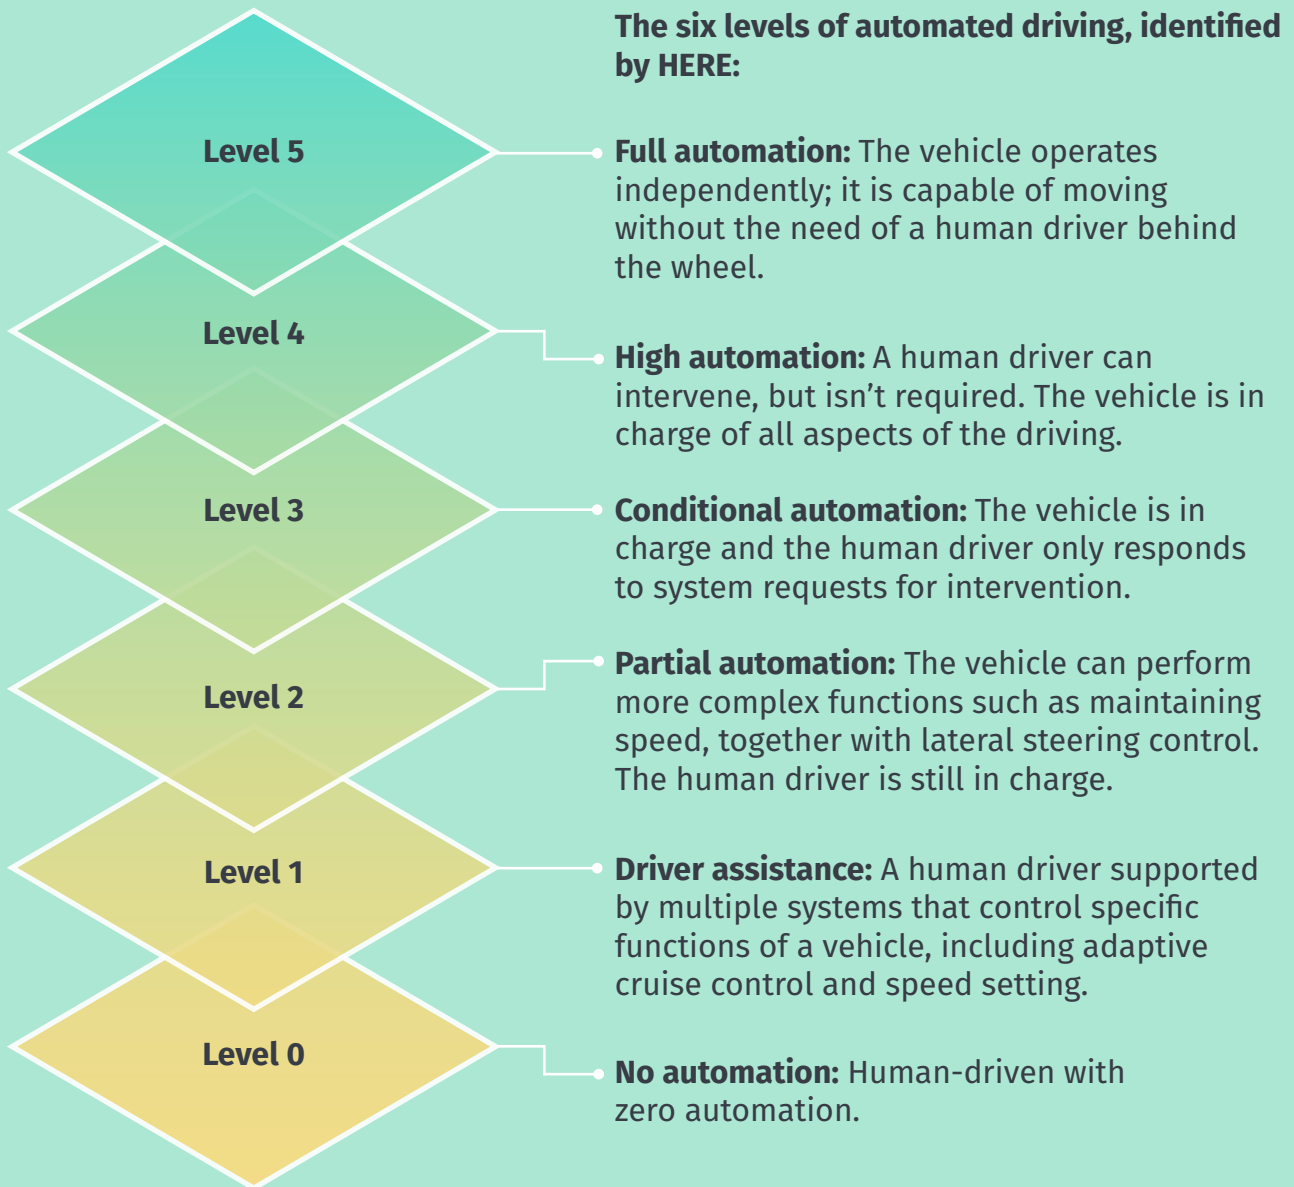 The six levels of automated driving, identified
by HERE:
Level 5
Full automation: The vehicle operates
independently; it is capable of moving
without the need of a human driver behind
the wheel.
Level 4
High automation: A human driver can
intervene, but isn’t required. The vehicle is in
charge of all aspects of the driving.
Level 3
Conditional automation: The vehicle is in
charge and the human driver only responds
to system requests for intervention.
Level 2
Partial automation: The vehicle can perform
more complex functions such as maintaining
speed, together with lateral steering control.
The human driver is still in charge.
Level 1
Driver assistance: A human driver supported
by multiple systems that control specific
functions of a vehicle, including adaptive
cruise control and speed setting.
Level 0
No automation: Human-driven with
zero automation.